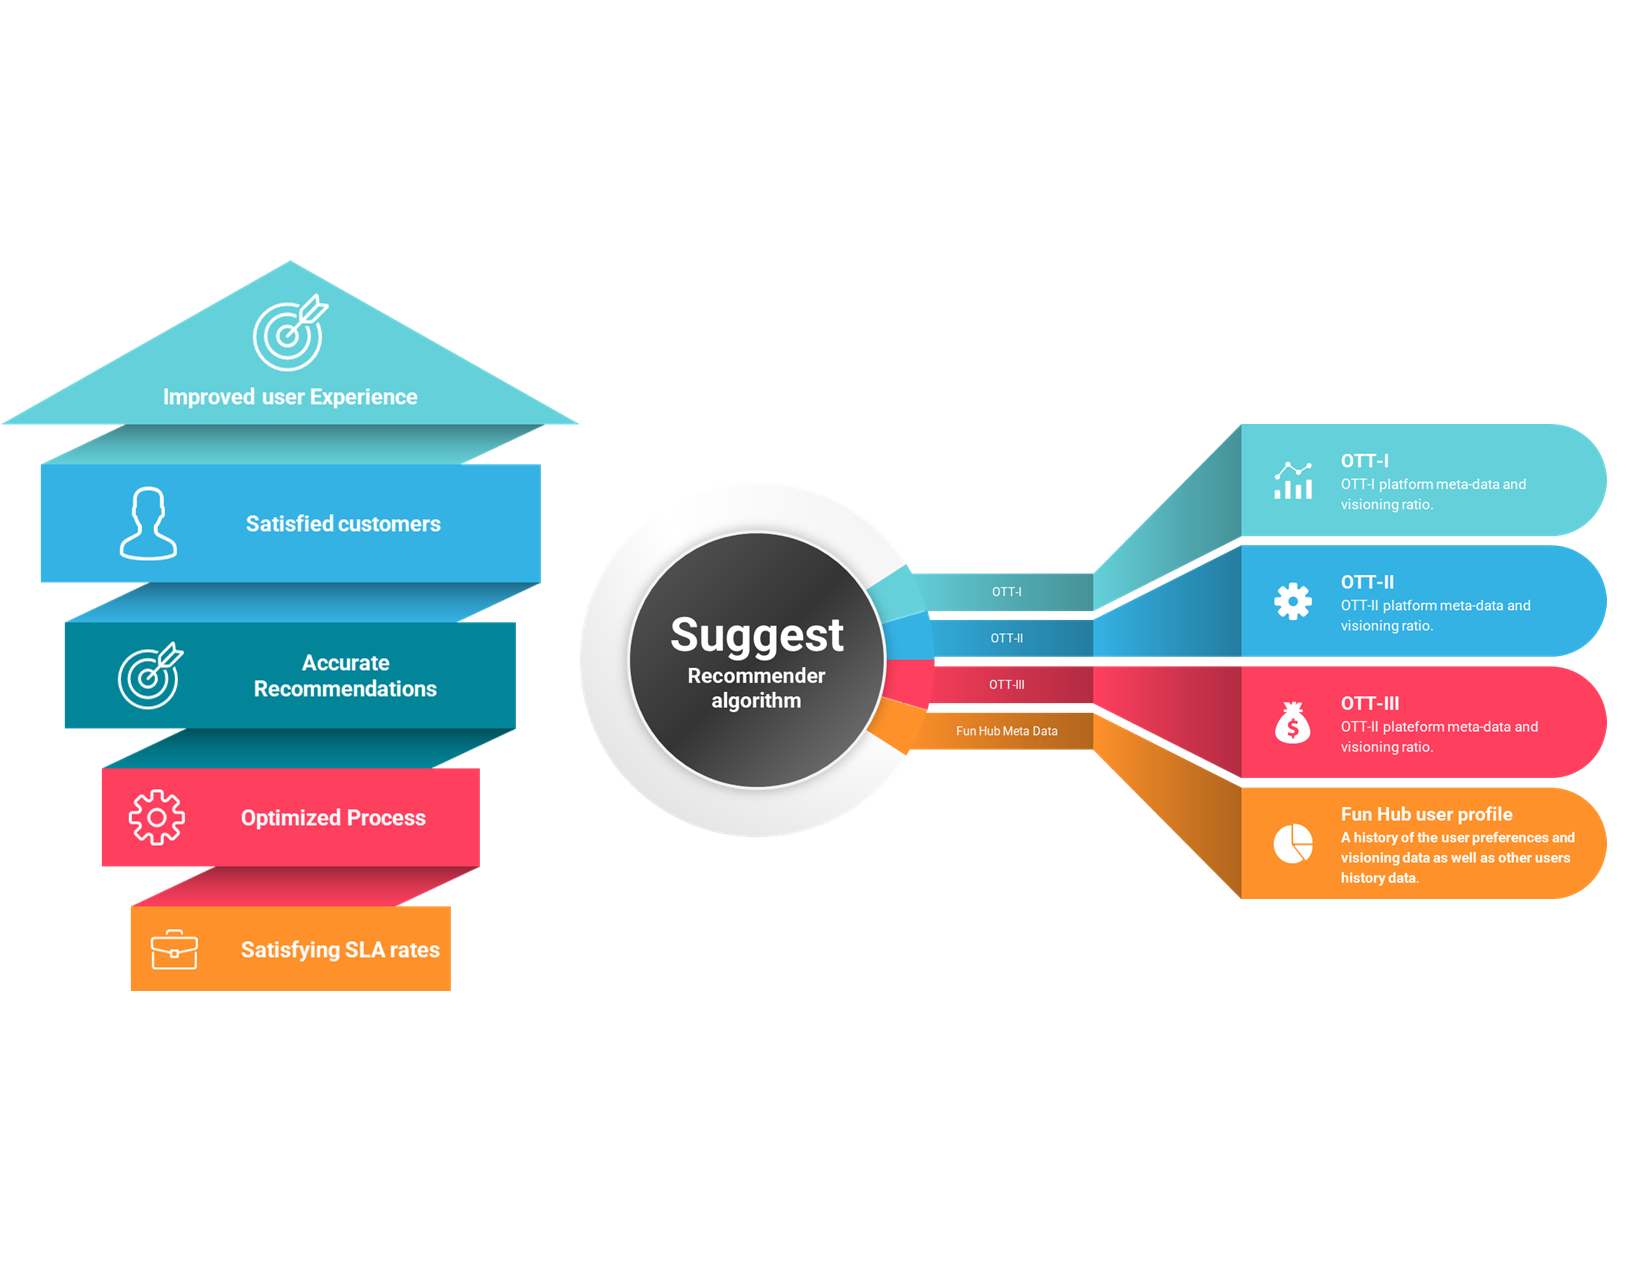 Improved user Experience
Satisfied customers
Accurate
Recommendations
Optimized Process
Satisfying SLA rates
Suggest
Recommender
algorithm
OTT-I
OTT-II
OTT-III
Fun Hub Meta Data
OTT-I
OTT-I platform meta-data and
visioning ratio.
OTT-II
OTT-II platform meta-data and
visioning ratio.
OTT-III
OTT-II plateform meta-data and
visioning ratio.
Fun Hub user profile
A history of the user preferences and
visioning data as well as other users
history data.